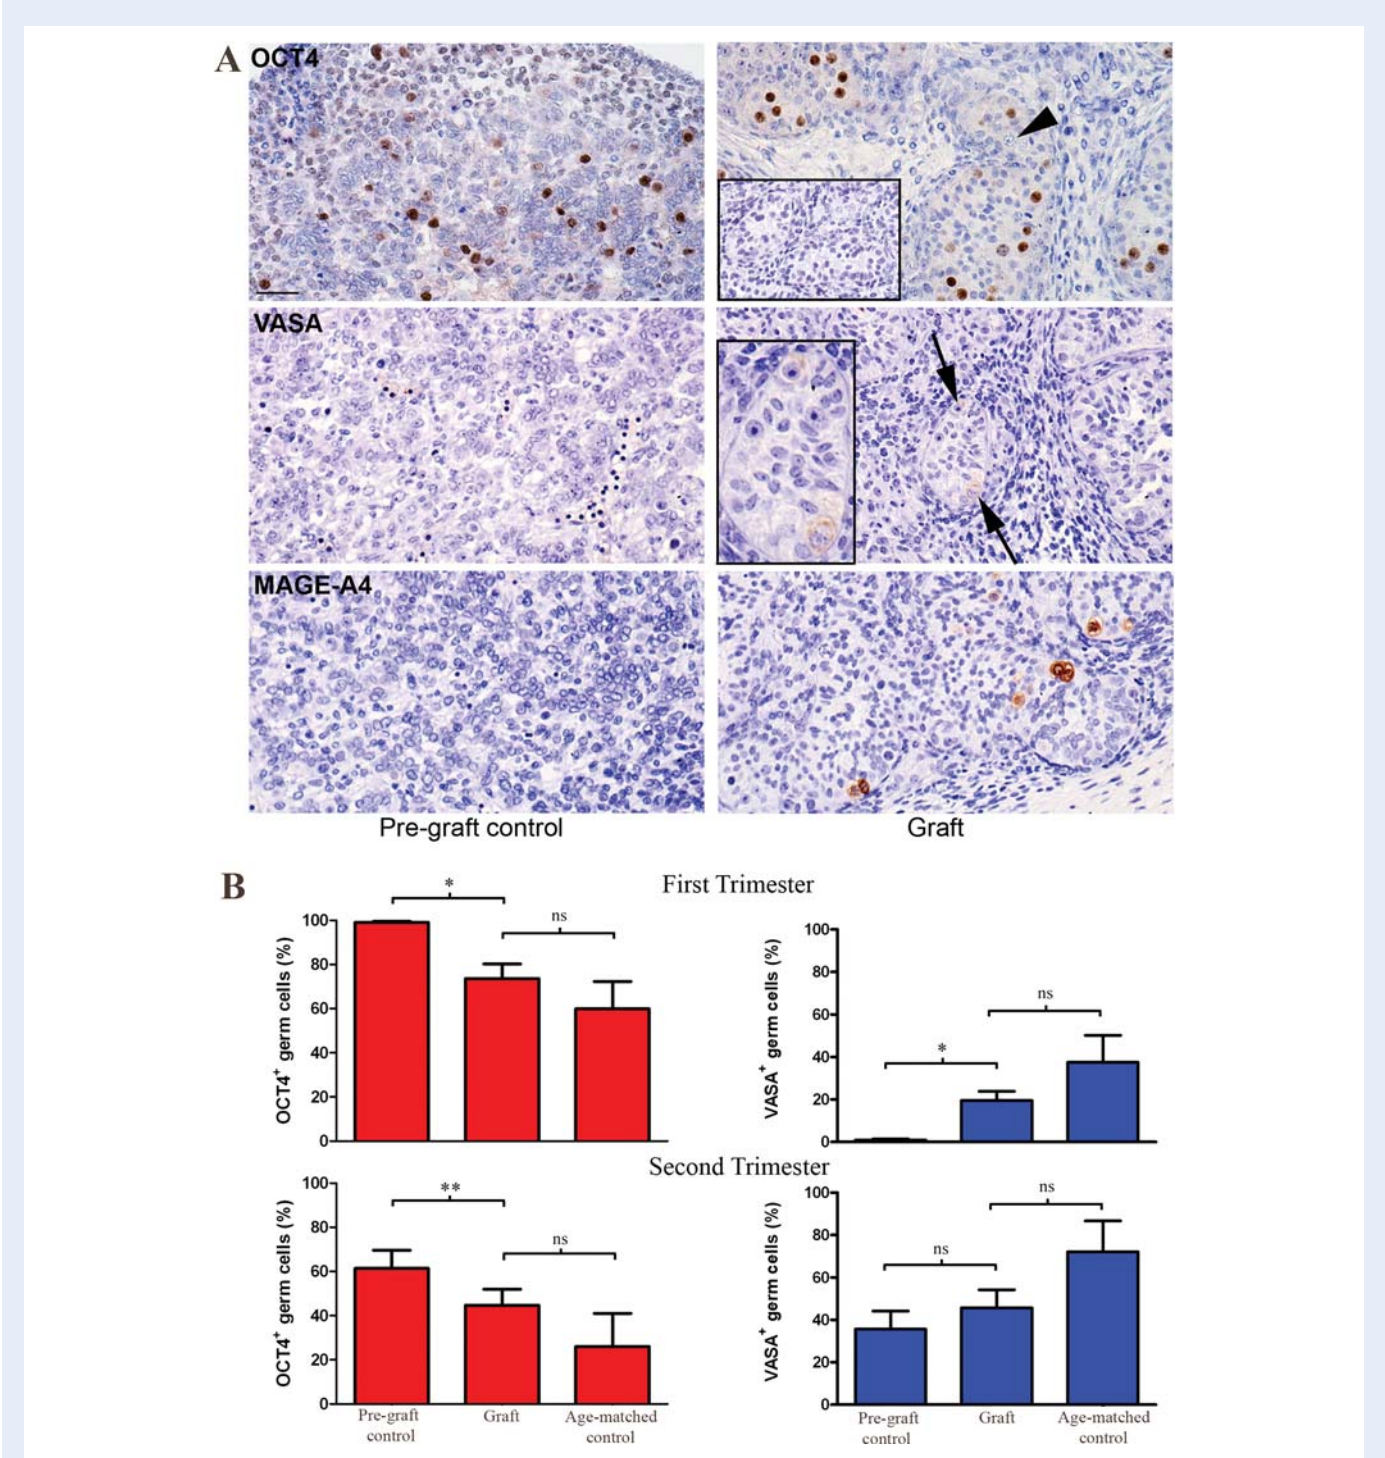 A OCT4
VASA
MAGE-A4
Pre-graft control
Graft
B
First Trimester
OCT4+ germ cells (%)
100
80
60
40
20
0
*
ns
VASA+ germ cells (%)
100
80
60
40
20
0
*
ns
Second Trimester
OCT4+ germ cells (%)
100
80
60
40
20
0
**
ns
Pre-graft control
Graft
Age-matched control
VASA+ germ cells (%)
100
80
60
40
20
0
ns
ns
Pre-graft control
Graft
Age-matched control